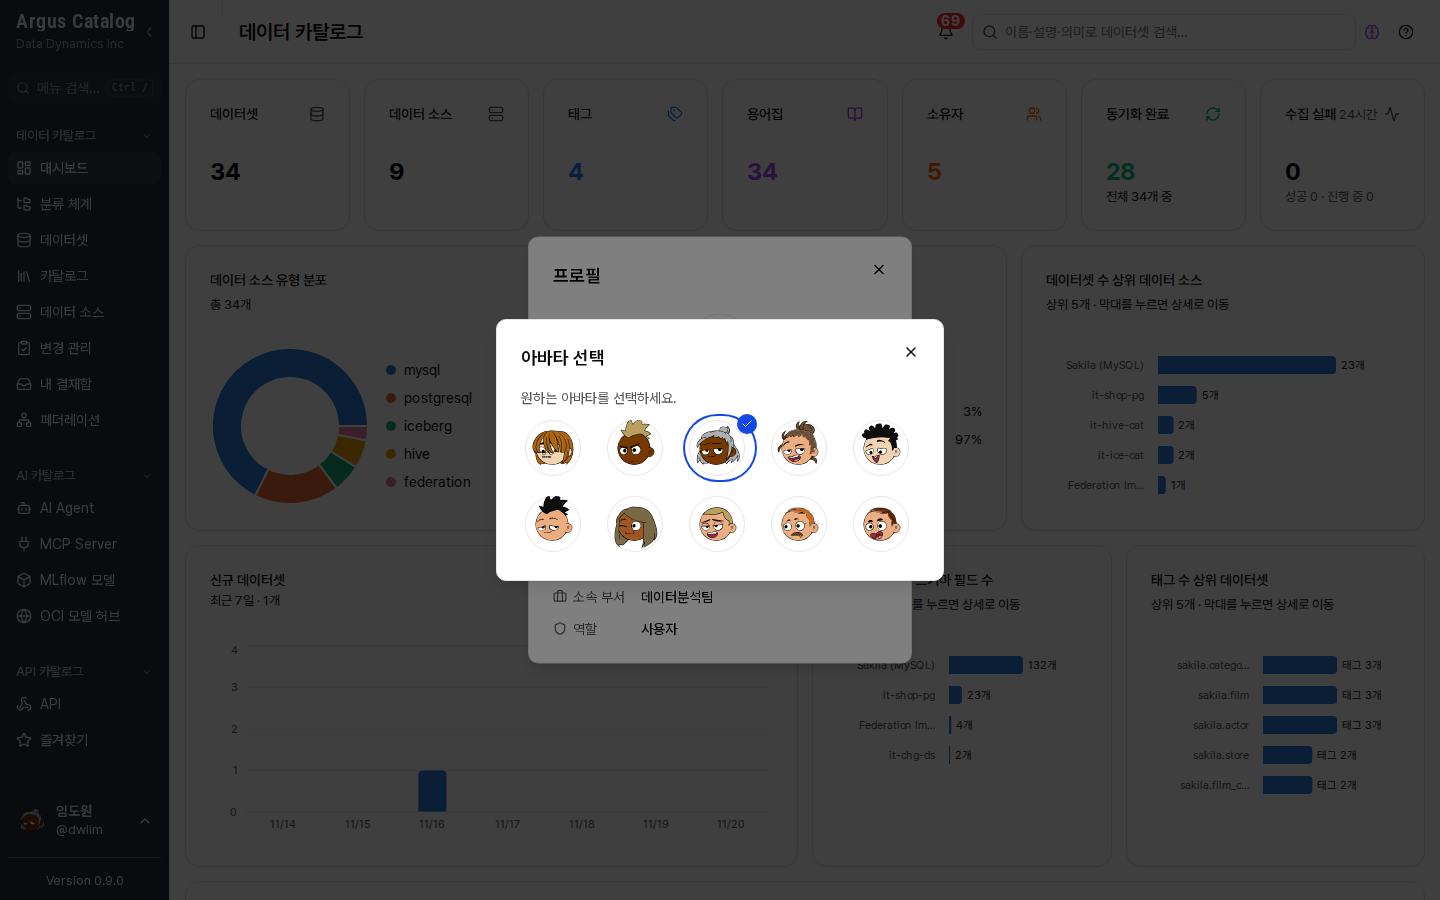 Argus Catalog
Data Dynamics Inc
메뉴 검색...
Ctrl /
데이터 카탈로그
대시보드
분류 체계
데이터셋
카탈로그
데이터 소스
변경 관리
내 결재함
페더레이션
AI 카탈로그
AI Agent
MCP Server
MLflow 모델
OCI 모델 허브
API 카탈로그
API
즐겨찾기
임도원
@dwlim
Version 0.9.0
데이터 카탈로그
69
이름·설명·의미로 데이터셋 검색...
데이터셋
34
데이터 소스
9
태그
4
용어집
34
소유자
5
동기화 완료
28
전체 34개 중
수집 실패 24시간
0
성공 0 · 진행 중 0
데이터 소스 유형 분포
총 34개
mysql
postgresql
iceberg
hive
federation
3%
97%
데이터셋 수 상위 데이터 소스
상위 5개 · 막대를 누르면 상세로 이동
Sakila (MySQL) 23개
it-shop-pg 5개
it-hive-cat 2개
it-ice-cat 2개
Federation Im... 1개
프로필
아바타 선택
원하는 아바타를 선택하세요.
소속 부서 데이터분석팀
역할 사용자
신규 데이터셋
최근 7일 · 1개
4
3
2
1
0
11/14 11/15 11/16 11/17 11/18 11/19 11/20
필드 수
를 누르면 상세로 이동
Sakila (MySQL) 132개
it-shop-pg 23개
Federation Im... 4개
it-chg-ds 2개
태그 수 상위 데이터셋
상위 5개 · 막대를 누르면 상세로 이동
sakila.catego... 태그 3개
sakila.film 태그 3개
sakila.actor 태그 3개
sakila.store 태그 2개
sakila.film_c... 태그 2개